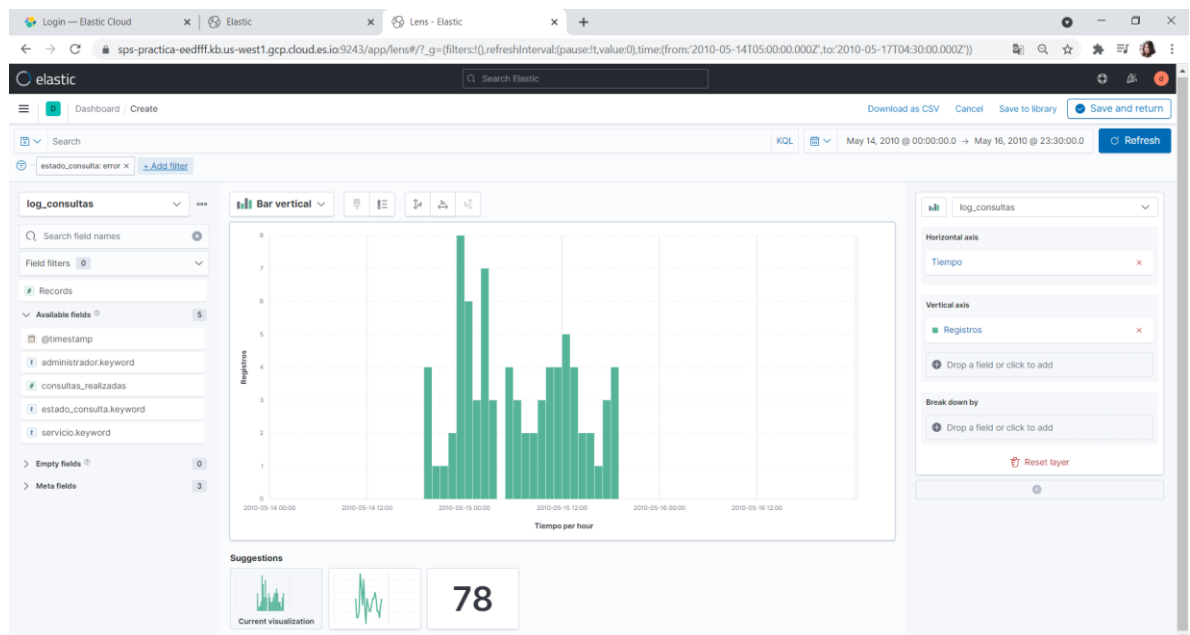 Login — Elastic Cloud
Elastic
Lens - Elastic
sps-practica-eedfff.kb.us-west1.gcp.cloud.es.io:9243/app/lens#/?_g=(filters:!(),refreshInterval:(pause:!t,value:0),time:(from:'2010-05-14T05:00:00.000Z',to:'2010-05-17T04:30:00.000Z'))
elastic
Search Elastic
d
D
Dashboard / Create
Download as CSV
Cancel
Save to library
Save and return
Search
KQL
May 14, 2010 @ 00:00:00.0 → May 16, 2010 @ 23:30:00.0
Refresh
estado_consulta: error ×
+ Add filter
log_consultas
Search field names
Field filters 0
# Records
Available fields 5
@timestamp
t administrador.keyword
# consultas_realizadas
t estado_consulta.keyword
t servicio.keyword
Empty fields 0
Meta fields 3
Bar vertical
8
7
6
5
4
3
2
1
0
Registros
2010-05-14 00:00
2010-05-14 12:00
2010-05-15 00:00
2010-05-15 12:00
2010-05-16 00:00
2010-05-16 12:00
Tiempo per hour
Suggestions
Current visualization
78
log_consultas
Horizontal axis
Tiempo
Vertical axis
Registros
Drop a field or click to add
Break down by
Drop a field or click to add
Reset layer